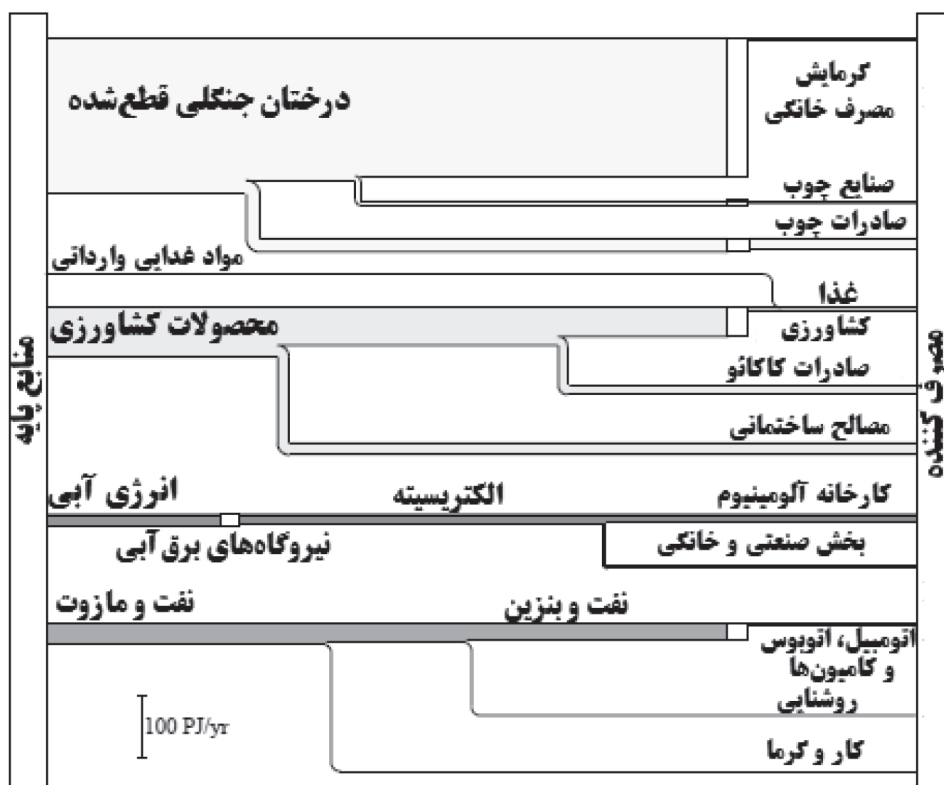 گرمایش
مصرف خانگی
درختان جنگلی قطع‌شده
صنایع چوب
صادرات چوب
مواد غذایی وارداتی
غذا
محصولات کشاورزی
کشاورزی
صادرات کاکائو
مصالح ساختمانی
منابع پایه
مصرف کننده
انرژی آبی
الکتریسیته
کارخانه آلومینیوم
نیروگاه‌های برق‌آبی
بخش صنعتی و خانگی
نفت و مازوت
نفت و بنزین
اتومبیل، اتوبوس
و کامیون‌ها
روشنایی
100 PJ/yr
کار و گرما